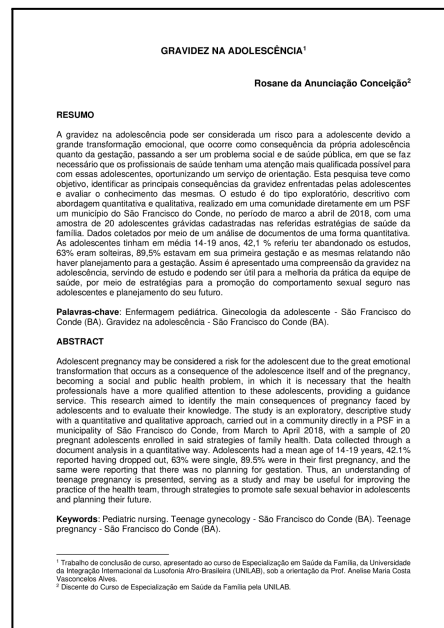 GRAVIDEZ NA ADOLESCÊNCIA¹
Rosane da Anunciação Conceição²
RESUMO
A gravidez na adolescência pode ser considerada um risco para a adolescente devido a
grande transformação emocional, que ocorre como consequência da própria adolescência
quanto da gestação, passando a ser um problema social e de saúde pública, em que se faz
necessário que os profissionais de saúde tenham uma atenção mais qualificada possível para
com essas adolescentes, oportunizando um serviço de orientação. Esta pesquisa teve como
objetivo, identificar as principais consequências da gravidez enfrentadas pelas adolescentes
e avaliar o conhecimento das mesmas. O estudo é do tipo exploratório, descritivo com
abordagem quantitativa e qualitativa, realizado em uma comunidade diretamente em um PSF
um município do São Francisco do Conde, no período de marco a abril de 2018, com uma
amostra de 20 adolescentes grávidas cadastradas nas referidas estratégias de saúde da
família. Dados coletados por meio de um análise de documentos de uma forma quantitativa.
As adolescentes tinham em média 14-19 anos, 42,1 % referiu ter abandonado os estudos,
63% eram solteiras, 89,5% estavam em sua primeira gestação e as mesmas relatando não
haver planejamento para a gestação. Assim é apresentado uma compreensão da gravidez na
adolescência, servindo de estudo e podendo ser útil para a melhoria da prática da equipe de
saúde, por meio de estratégias para a promoção do comportamento sexual seguro nas
adolescentes e planejamento do seu futuro.
Palavras-chave: Enfermagem pediátrica. Ginecologia da adolescente - São Francisco do
Conde (BA). Gravidez na adolescência - São Francisco do Conde (BA).
ABSTRACT
Adolescent pregnancy may be considered a risk for the adolescent due to the great emotional
transformation that occurs as a consequence of the adolescence itself and of the pregnancy,
becoming a social and public health problem, in which it is necessary that the health
professionals have a more qualified attention to these adolescents, providing a guidance
service. This research aimed to identify the main consequences of pregnancy faced by
adolescents and to evaluate their knowledge. The study is an exploratory, descriptive study
with a quantitative and qualitative approach, carried out in a community directly in a PSF in a
municipality of São Francisco do Conde, from March to April 2018, with a sample of 20
pregnant adolescents enrolled in said strategies of family health. Data collected through a
document analysis in a quantitative way. Adolescents had a mean age of 14-19 years, 42.1%
reported having dropped out, 63% were single, 89.5% were in their first pregnancy, and the
same were reporting that there was no planning for gestation. Thus, an understanding of
teenage pregnancy is presented, serving as a study and may be useful for improving the
practice of the health team, through strategies to promote safe sexual behavior in adolescents
and planning their future.
Keywords: Pediatric nursing. Teenage gynecology - São Francisco do Conde (BA). Teenage
pregnancy - São Francisco do Conde (BA).
¹ Trabalho de conclusão de curso, apresentado ao curso de Especialização em Saúde da Família, da Universidade
da Integração Internacional da Lusofonia Afro-Brasileira (UNILAB), sob a orientação da Prof. Anelise Maria Costa
Vasconcelos Alves.
² Discente do Curso de Especialização em Saúde da Família pela UNILAB.